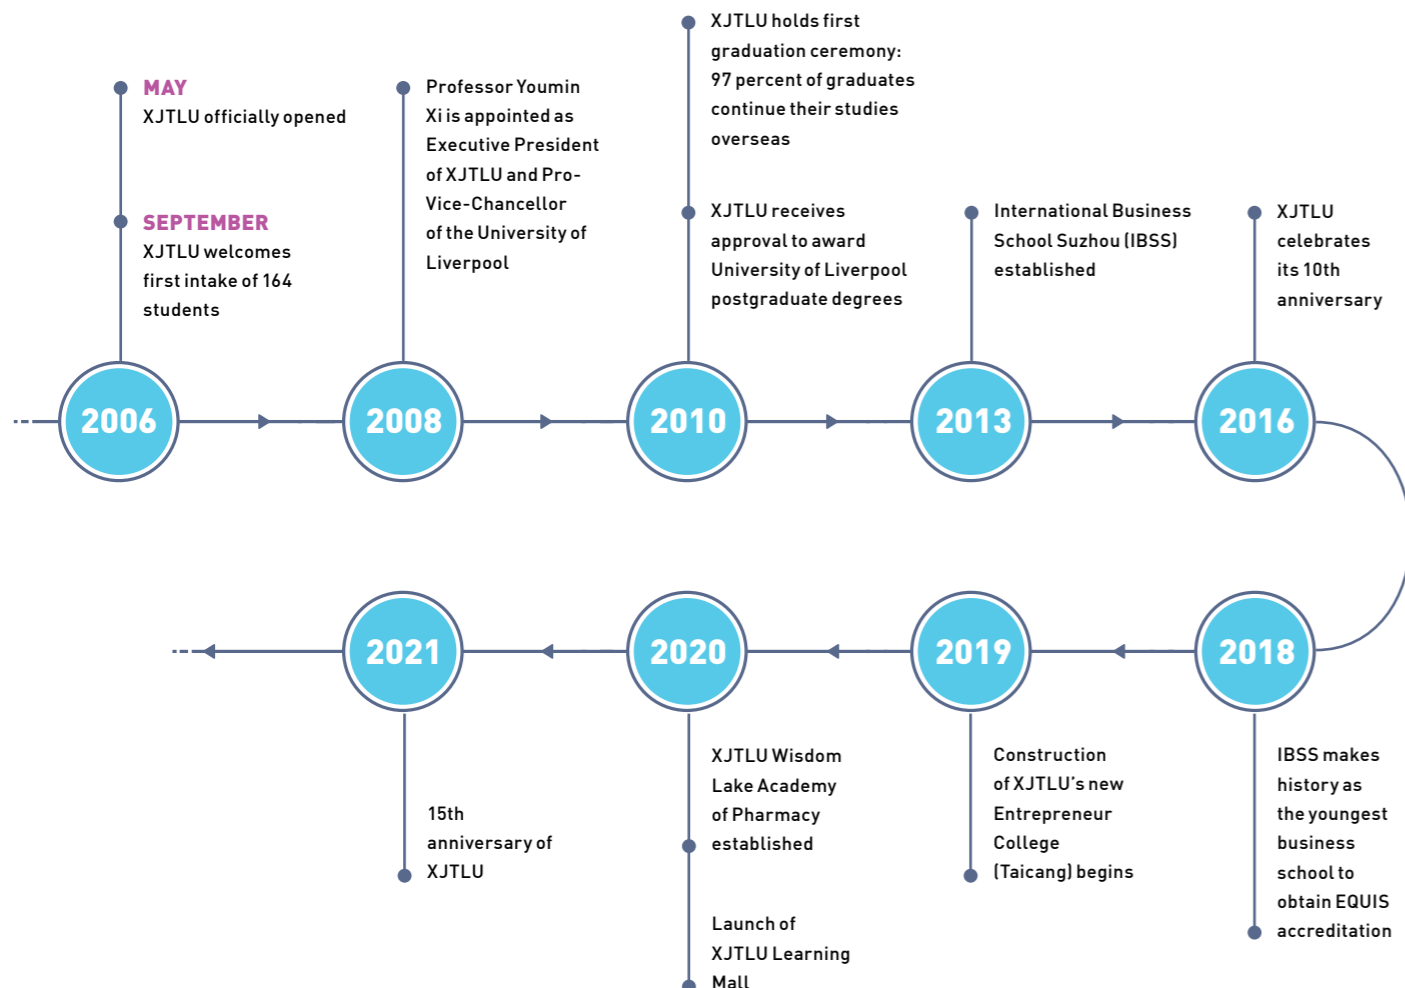 MAY
XJTLU officially opened
SEPTEMBER
XJTLU welcomes
first intake of 164
students
2006
Professor Youmin
Xi is appointed as
Executive President
of XJTLU and Pro-
Vice-Chancellor
of the University of
Liverpool
2008
XJTLU holds first
graduation ceremony:
97 percent of graduates
continue their studies
overseas
XJTLU receives
approval to award
University of Liverpool
postgraduate degrees
2010
International Business
School Suzhou (IBSS)
established
2013
XJTLU
celebrates
its 10th
anniversary
2016
2018
IBSS makes
history as
the youngest
business
school to
obtain EQUIS
accreditation
2019
Construction
of XJTLU's new
Entrepreneur
College
(Taicang) begins
2020
XJTLU Wisdom
Lake Academy
of Pharmacy
established
Launch of
XJTLU Learning
Mall
2021
15th
anniversary of
XJTLU